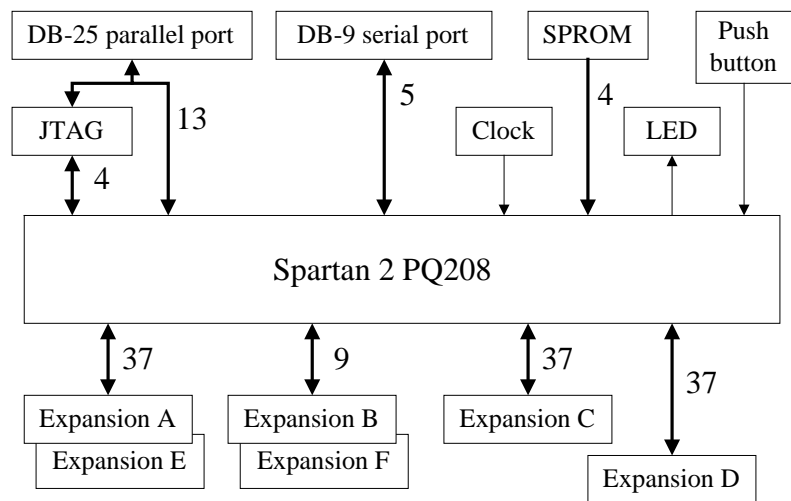 DB-25 parallel port
DB-9 serial port
SPROM
Push
button
13
5
4
JTAG
Clock
LED
4
Spartan 2 PQ208
37
9
37
37
Expansion A
Expansion B
Expansion C
Expansion E
Expansion F
Expansion D